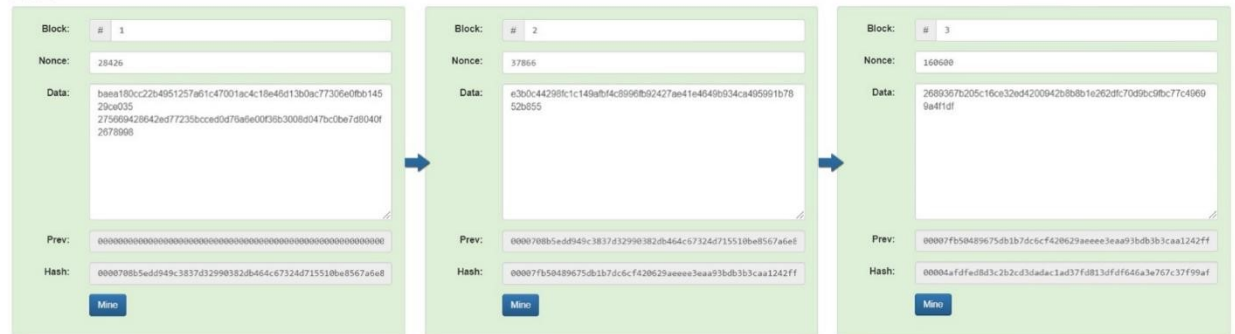 Block: # 1
Nonce: 28426
Data: baea180cc22b4951257a61c47001ac4c18e46d13b0ac77306e0fbb145
29ce035
275669428642ed77235bcced0d76a6e00f36b3008d047bc0be7d8040f
2678998
Prev: 0000000000000000000000000000000000000000000000000000
Hash: 0000708b5edd949c3837d32990382db464c67324d715510be8567a6e8
Mine
Block: # 2
Nonce: 37866
Data: e3b0c44298fc1c149afbf4c8996fb92427ae41e4649b934ca495991b78
52b855
Prev: 0000708b5edd949c3837d32990382db464c67324d715510be8567a6e8
Hash: 00007fb50489675db1b7dc6cf420629aeeee3eaa93bdb3b3caa1242ff
Mine
Block: # 3
Nonce: 160600
Data: 2689367b205c16ce32ed4200942b8b8b1e262dfc70d9bc9fbc77c4969
9a4f1df
Prev: 00007fb50489675db1b7dc6cf420629aeeee3eaa93bdb3b3caa1242ff
Hash: 00004afdfed8d3c2b2cd3dadac1ad37fd813dfdf646a3e767c37f99af
Mine